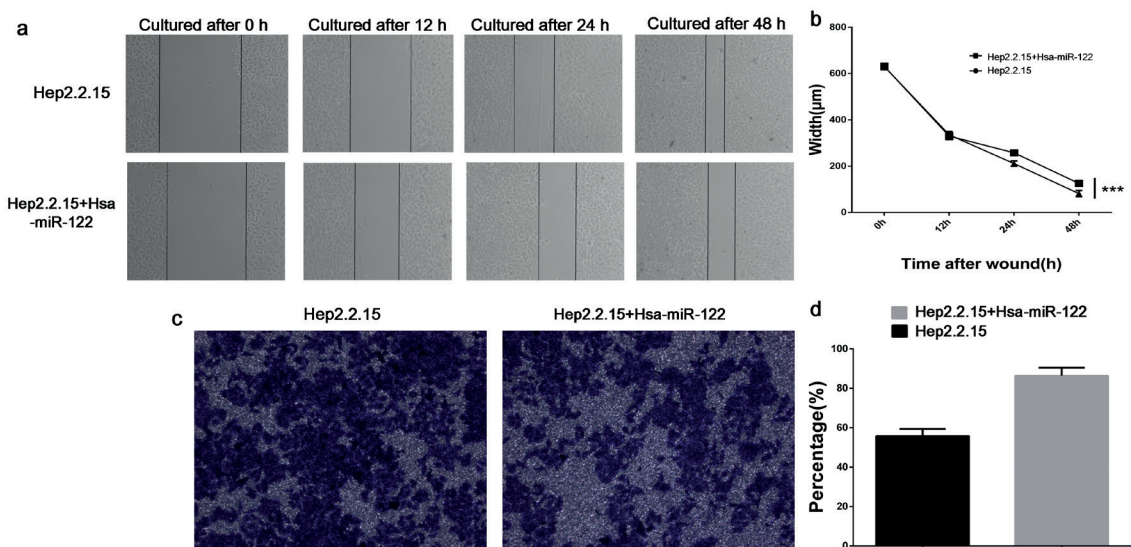 a
Cultured after 0 h
Cultured after 12 h
Cultured after 24 h
Cultured after 48 h
Hep2.2.15
Hep2.2.15+Hsa
-miR-122
b
800
600
400
200
0
Width(μm)
Hep2.2.15+Hsa-miR-122
Hep2.2.15
***
0h
12h
24h
48h
Time after wound(h)
c
Hep2.2.15
Hep2.2.15+Hsa-miR-122
d
Hep2.2.15+Hsa-miR-122
Hep2.2.15
100
80
60
40
20
0
Percentage(%)